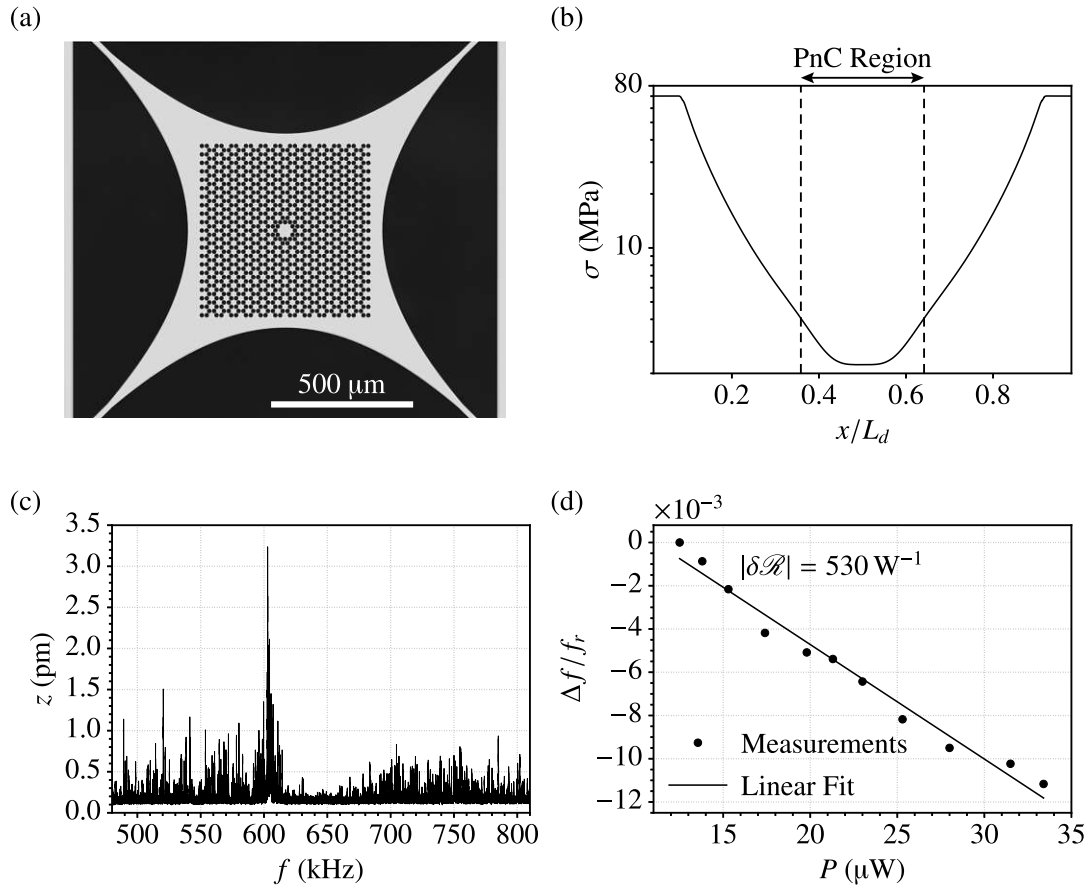 (a)
500 μm
(b)
PnC Region
80
10
σ (MPa)
0.2 0.4 0.6 0.8
x/L_d
(c)
3.5
3.0
2.5
2.0
1.5
1.0
0.5
0.0
z (pm)
500 550 600 650 700 750 800
f (kHz)
(d)
×10⁻³
0
−2
−4
−6
−8
−10
−12
Δf/f_r
|δℛ| = 530 W⁻¹
Measurements
Linear Fit
15 20 25 30 35
P (μW)